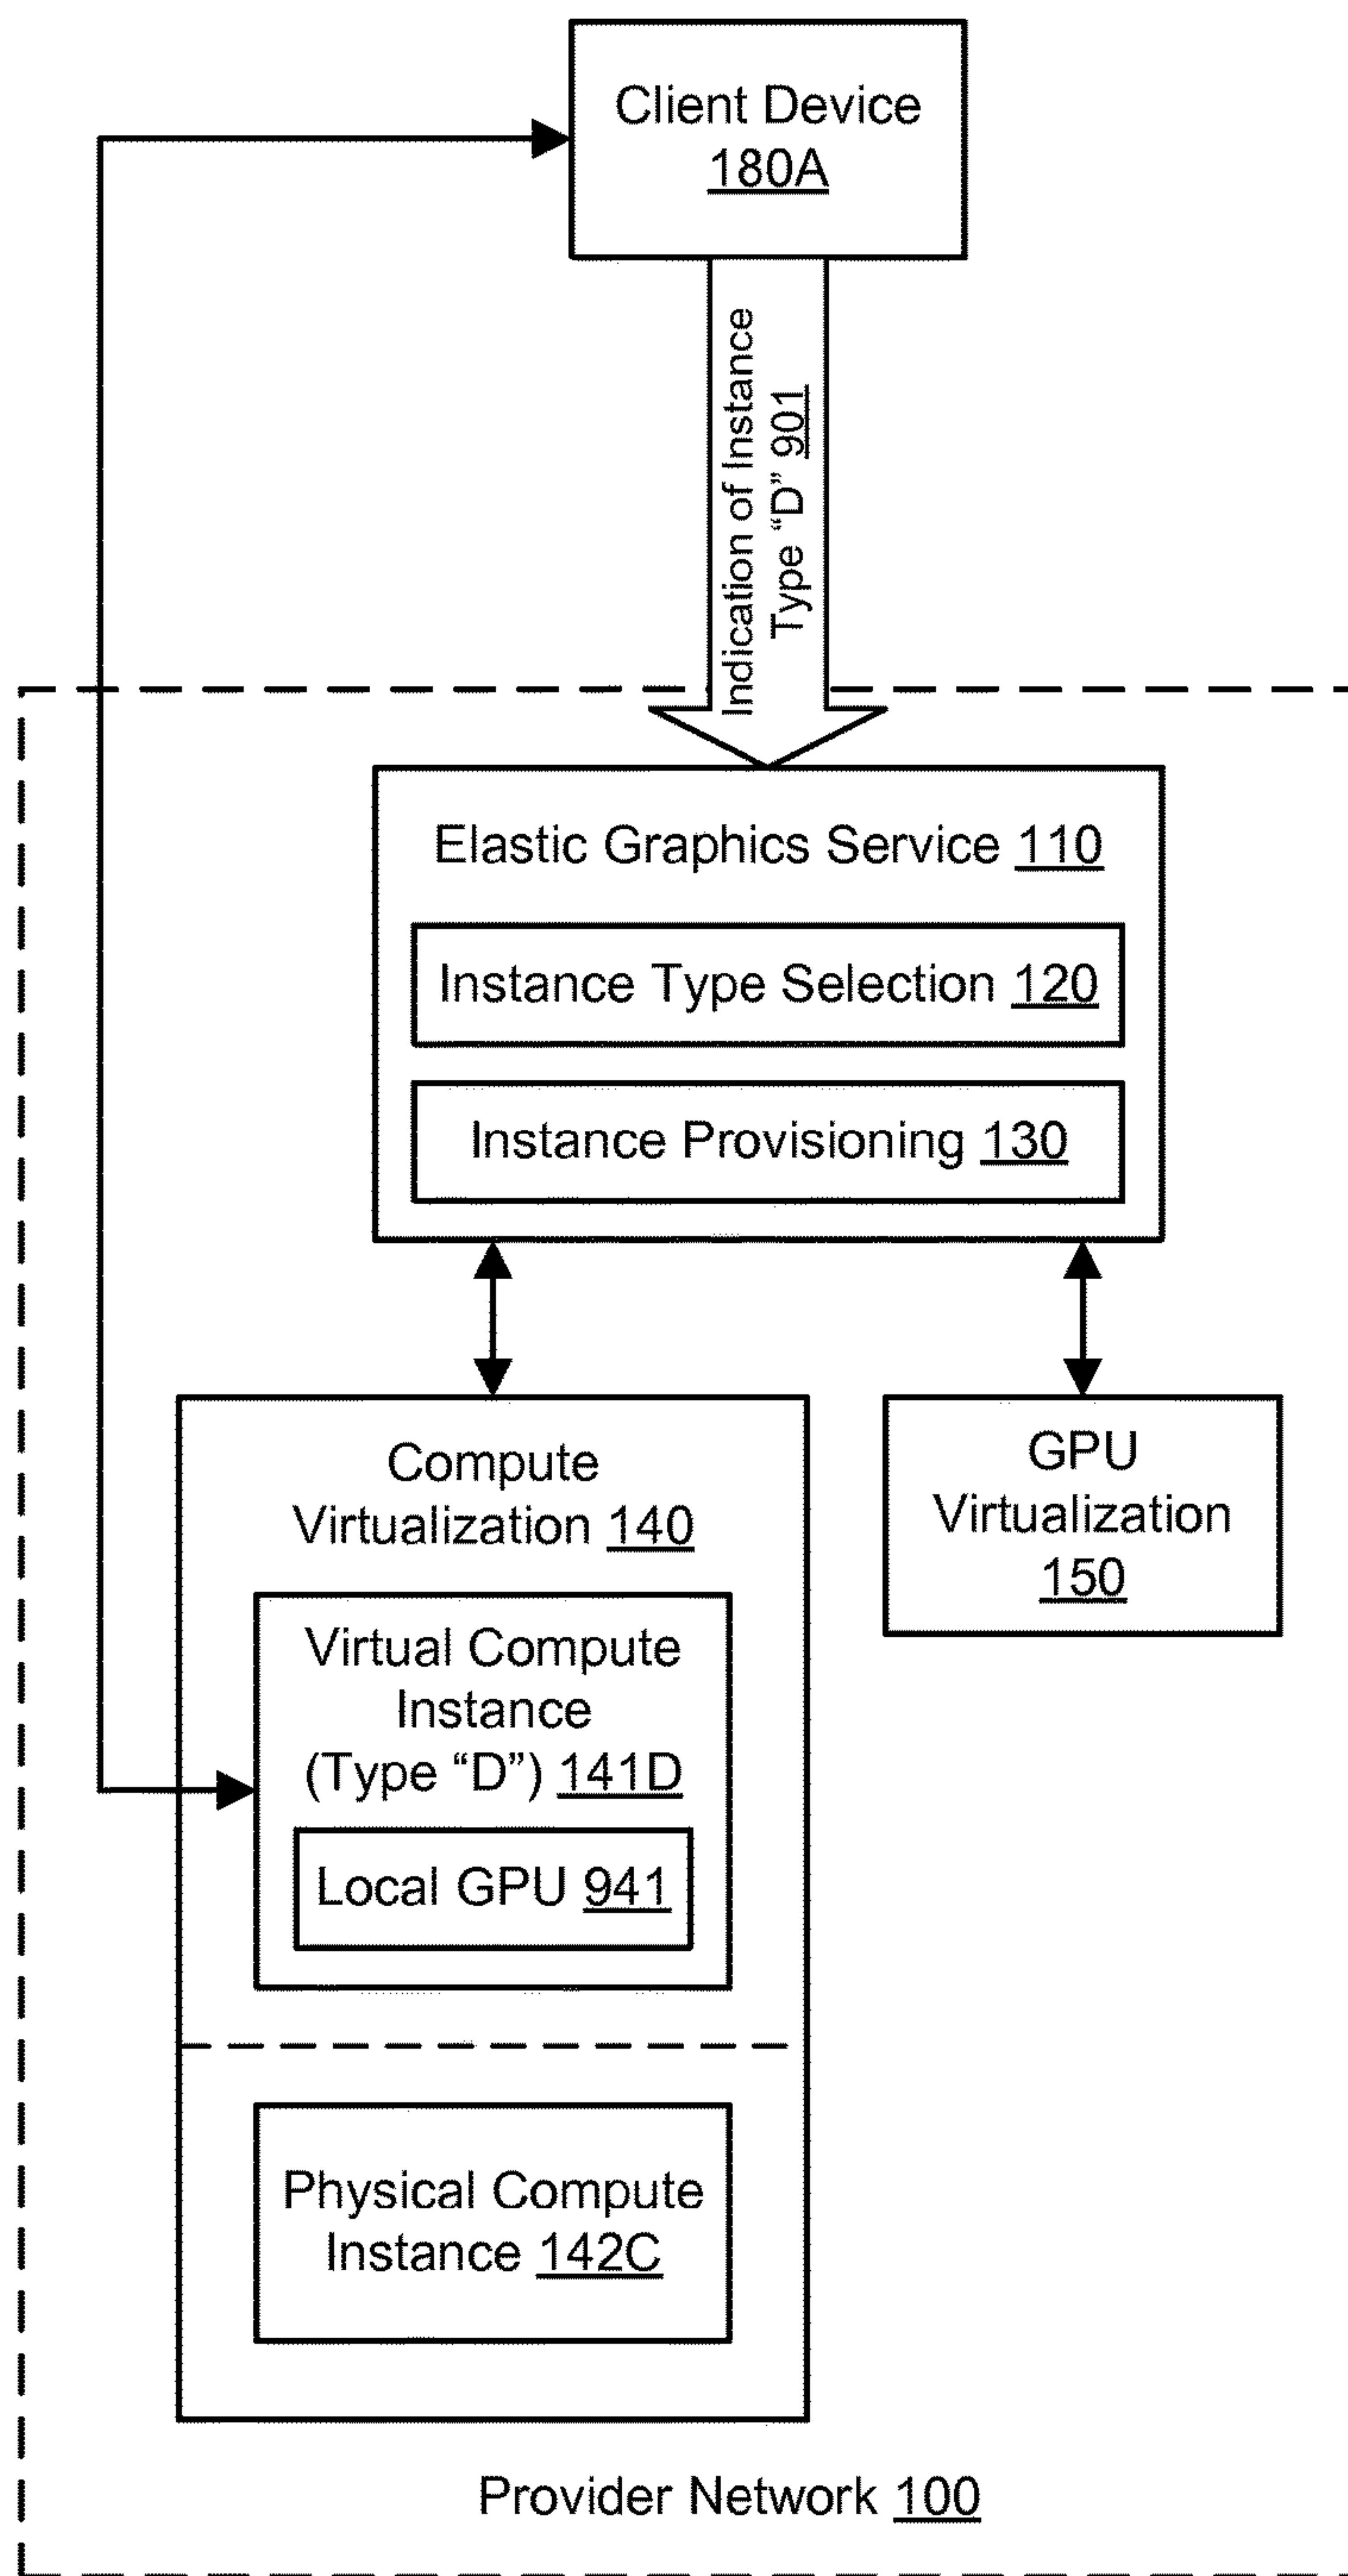 Client Device
180A
Indication of Instance
Type “D” 901
Elastic Graphics Service 110
Instance Type Selection 120
Instance Provisioning 130
Compute
Virtualization 140
GPU
Virtualization
150
Virtual Compute
Instance
(Type “D”) 141D
Local GPU 941
Physical Compute
Instance 142C
Provider Network 100